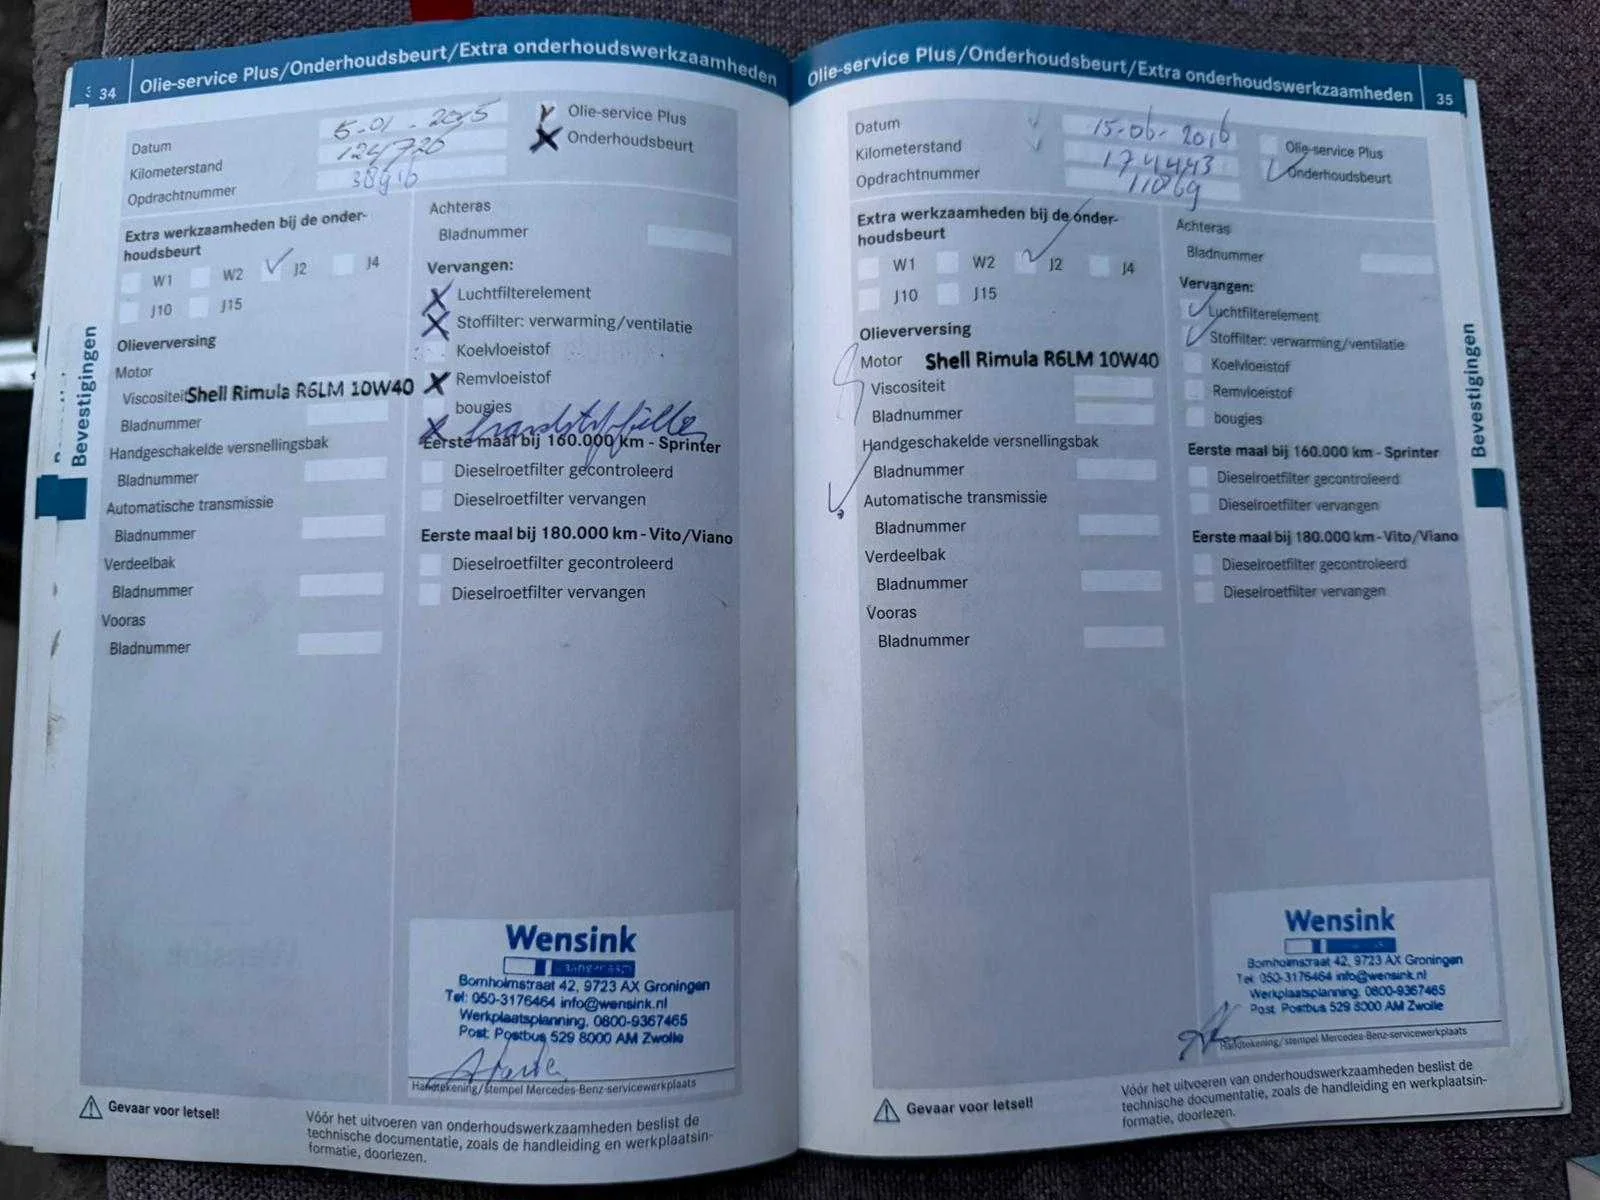 34 Olie-service Plus/Onderhoudsbeurt/Extra onderhoudswerkzaamheden
Datum 5-01-2015
Kilometerstand 124720
Opdrachtnummer
Olie-service Plus
Onderhoudsbeurt
Extra werkzaamheden bij de onder-
houdsbeurt
W1 W2 J2 J4
J10 J15
Olieverversing
Motor
Viscositeit Shell Rimula R6LM 10W40
Bladnummer
Handgeschakelde versnellingsbak
Bladnummer
Automatische transmissie
Bladnummer
Verdeelbak
Bladnummer
Vooras
Bladnummer
Achteras
Bladnummer
Vervangen:
Luchtfilterelement
Stoffilter: verwarming/ventilatie
Koelvloeistof
Remvloeistof
bougies
Eerste maal bij 160.000 km - Sprinter
Dieselroetfilter gecontroleerd
Dieselroetfilter vervangen
Eerste maal bij 180.000 km - Vito/Viano
Dieselroetfilter gecontroleerd
Dieselroetfilter vervangen
Wensink
Bornholmstraat 42, 9723 AX Groningen
Tel: 050-3176464 info@wensink.nl
Werkplaatsplanning. 0800-9367465
Post: Postbus 529 8000 AM Zwolle
Handtekening/stempel Mercedes-Benz-servicewerkplaats
Gevaar voor letsel!
Vóór het uitvoeren van onderhoudswerkzaamheden beslist de
technische documentatie, zoals de handleiding en werkplaatsin-
formatie, doorlezen.
Bevestigingen
Olie-service Plus/Onderhoudsbeurt/Extra onderhoudswerkzaamheden 35
Datum 15-06-2016
Kilometerstand 174443
Opdrachtnummer 11869
Olie-service Plus
Onderhoudsbeurt
Extra werkzaamheden bij de onder-
houdsbeurt
W1 W2 J2 J4
J10 J15
Olieverversing
Motor Shell Rimula R6LM 10W40
Viscositeit
Bladnummer
Handgeschakelde versnellingsbak
Bladnummer
Automatische transmissie
Bladnummer
Verdeelbak
Bladnummer
Vooras
Bladnummer
Achteras
Bladnummer
Vervangen:
Luchtfilterelement
Stoffilter: verwarming/ventilatie
Koelvloeistof
Remvloeistof
bougies
Eerste maal bij 160.000 km - Sprinter
Dieselroetfilter gecontroleerd
Dieselroetfilter vervangen
Eerste maal bij 180.000 km - Vito/Viano
Dieselroetfilter gecontroleerd
Dieselroetfilter vervangen
Wensink
Bornholmstraat 42, 9723 AX Groningen
Tel: 050-3176464 info@wensink.nl
Werkplaatsplanning. 0800-9367465
Post: Postbus 529 8000 AM Zwolle
Handtekening/stempel Mercedes-Benz-servicewerkplaats
Gevaar voor letsel!
Vóór het uitvoeren van onderhoudswerkzaamheden beslist de
technische documentatie, zoals de handleiding en werkplaatsin-
formatie, doorlezen.
Bevestigingen